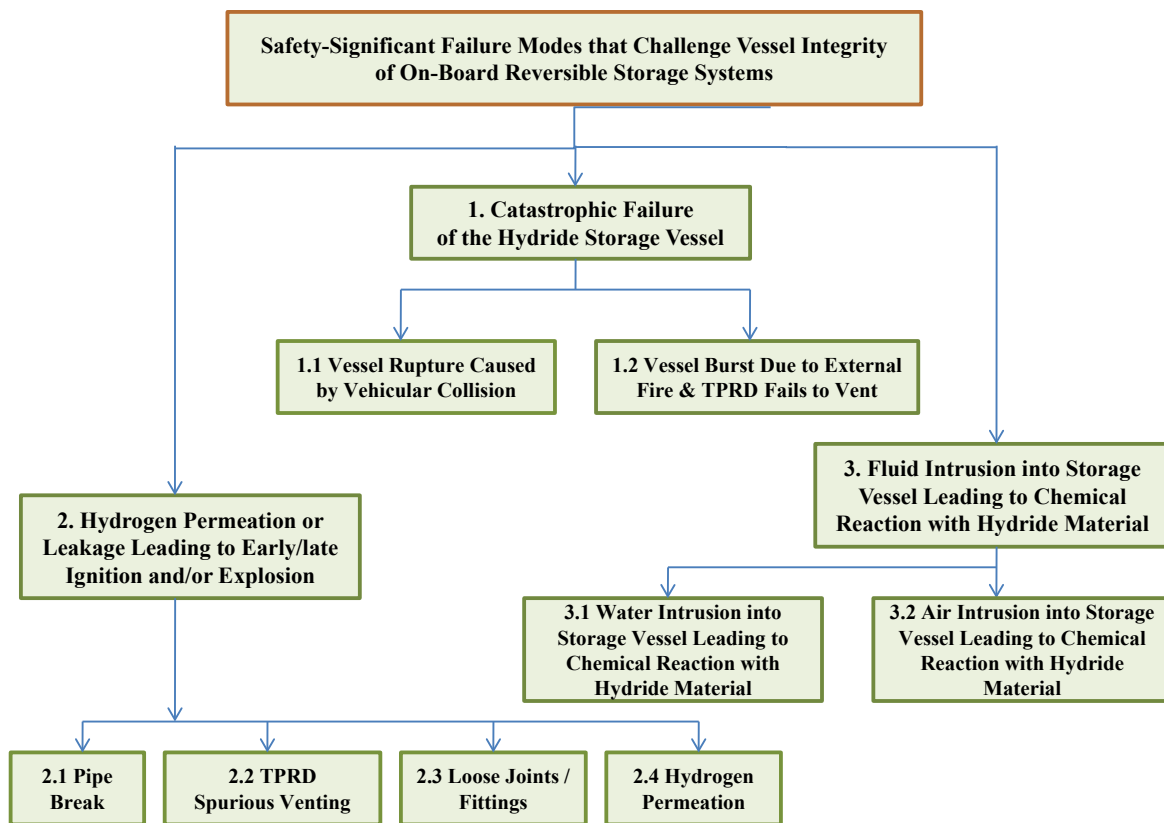 Safety-Significant Failure Modes that Challenge Vessel Integrity
of On-Board Reversible Storage Systems
1. Catastrophic Failure
of the Hydride Storage Vessel
1.1 Vessel Rupture Caused
by Vehicular Collision
1.2 Vessel Burst Due to External
Fire & TPRD Fails to Vent
2. Hydrogen Permeation or
Leakage Leading to Early/late
Ignition and/or Explosion
3. Fluid Intrusion into Storage
Vessel Leading to Chemical
Reaction with Hydride Material
3.1 Water Intrusion into
Storage Vessel Leading to
Chemical Reaction with
Hydride Material
3.2 Air Intrusion into Storage
Vessel Leading to Chemical
Reaction with Hydride
Material
2.1 Pipe
Break
2.2 TPRD
Spurious Venting
2.3 Loose Joints /
Fittings
2.4 Hydrogen
Permeation